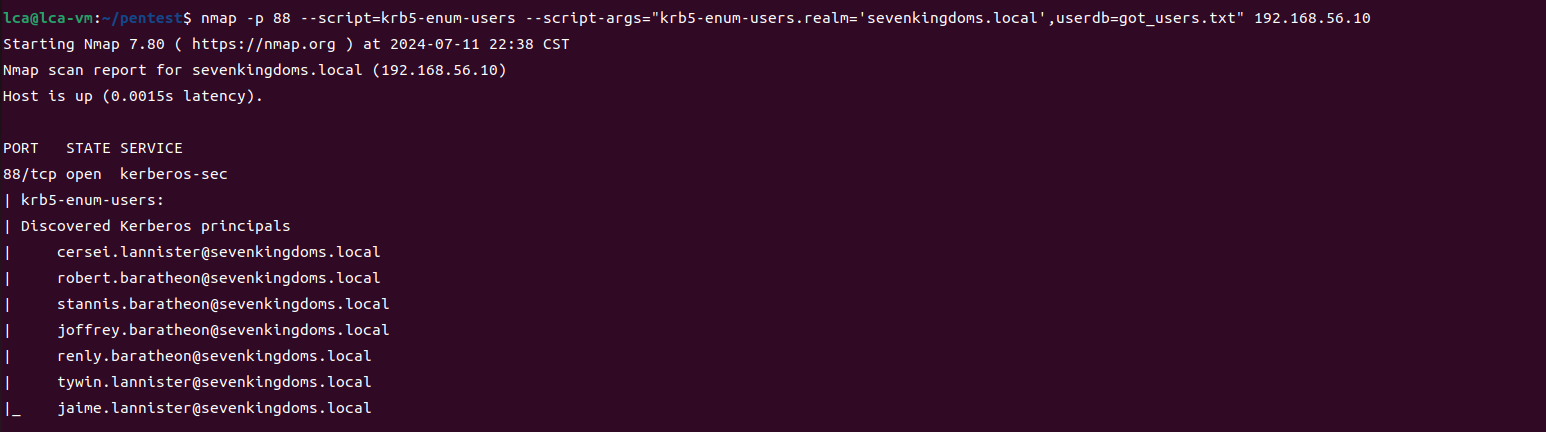 lca@lca-vm:~/pentest$ nmap -p 88 --script=krb5-enum-users --script-args="krb5-enum-users.realm='sevenkingdoms.local',userdb=got_users.txt" 192.168.56.10
Starting Nmap 7.80 ( https://nmap.org ) at 2024-07-11 22:38 CST
Nmap scan report for sevenkingdoms.local (192.168.56.10)
Host is up (0.0015s latency).

PORT   STATE SERVICE
88/tcp open  kerberos-sec
| krb5-enum-users:
| Discovered Kerberos principals
|     cersei.lannister@sevenkingdoms.local
|     robert.baratheon@sevenkingdoms.local
|     stannis.baratheon@sevenkingdoms.local
|     joffrey.baratheon@sevenkingdoms.local
|     renly.baratheon@sevenkingdoms.local
|     tywin.lannister@sevenkingdoms.local
|_    jaime.lannister@sevenkingdoms.local